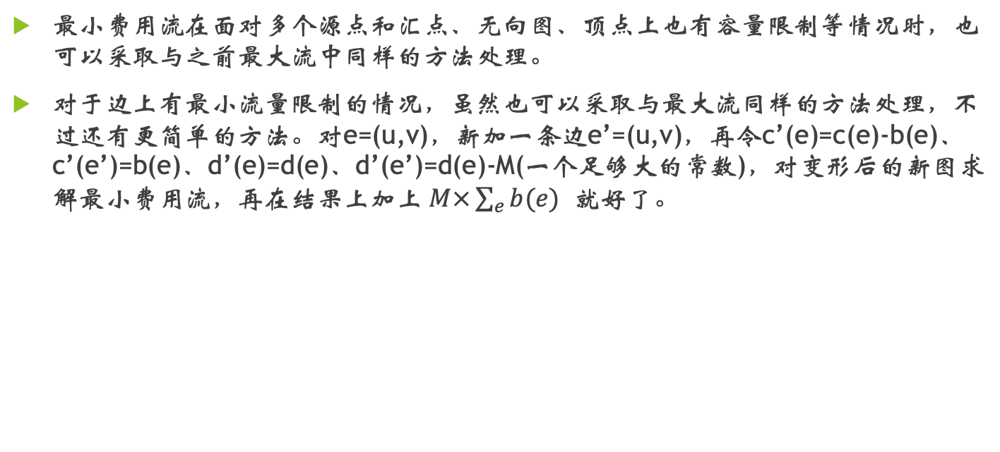 最小费用流在面对多个源点和汇点、无向图、顶点上也有容量限制等情况时，也
可以采取与之前最大流中同样的方法处理。
对于边上有最小流量限制的情况，虽然也可以采取与最大流同样的方法处理，不
过还有更简单的方法。对e=(u,v)，新加一条边e’=(u,v)，再令c’(e)=c(e)-b(e)、
c’(e’)=b(e)、d’(e)=d(e)、d’(e’)=d(e)-M(一个足够大的常数)，对变形后的新图求
解最小费用流，再在结果上加上 M×∑ₑ b(e) 就好了。